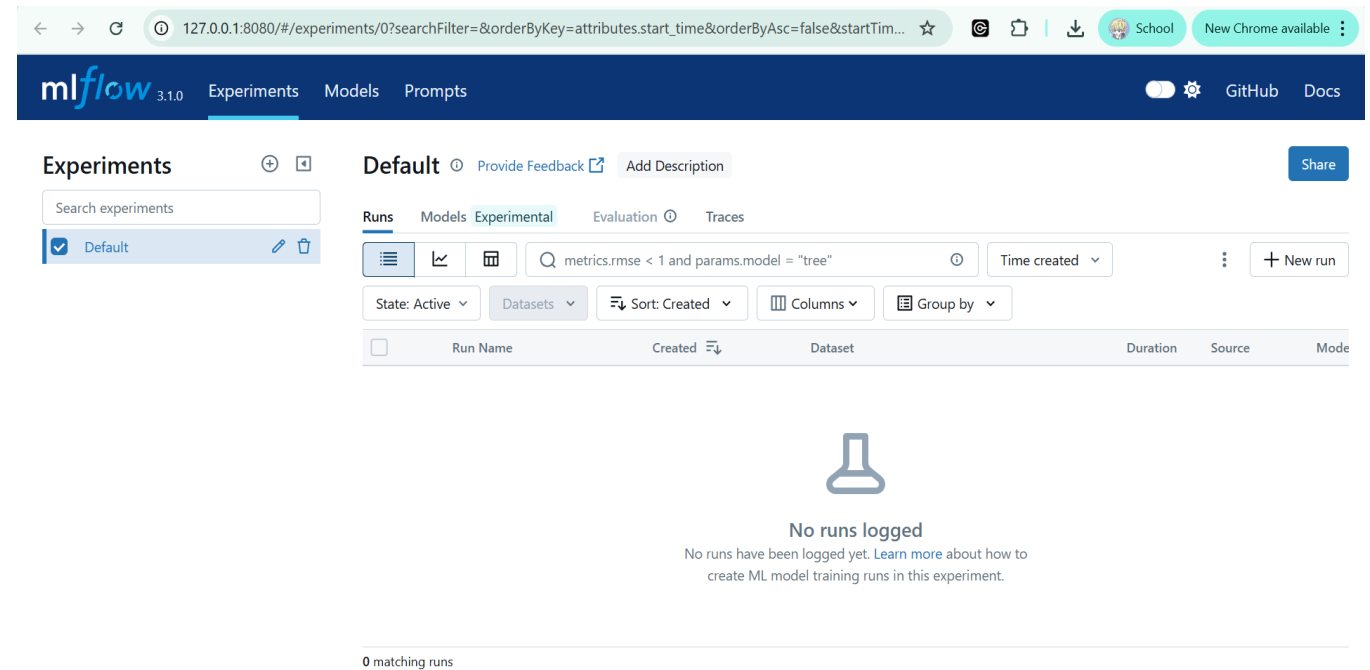 127.0.0.1:8080/#/experiments/0?searchFilter=&orderByKey=attributes.start_time&orderByAsc=false&startTim... School New Chrome available
mlflow 3.1.0 Experiments Models Prompts GitHub Docs
Experiments
Search experiments
Default
Default Provide Feedback Add Description Share
Runs Models Experimental Evaluation Traces
metrics.rmse < 1 and params.model = "tree" Time created New run
State: Active Datasets Sort: Created Columns Group by
Run Name Created Dataset Duration Source Mode
No runs logged
No runs have been logged yet. Learn more about how to
create ML model training runs in this experiment.
0 matching runs